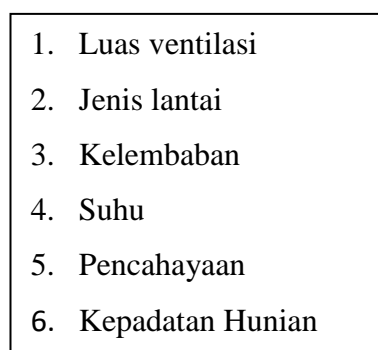 1. Luas ventilasi
2. Jenis lantai
3. Kelembaban
4. Suhu
5. Pencahayaan
6. Kepadatan Hunian